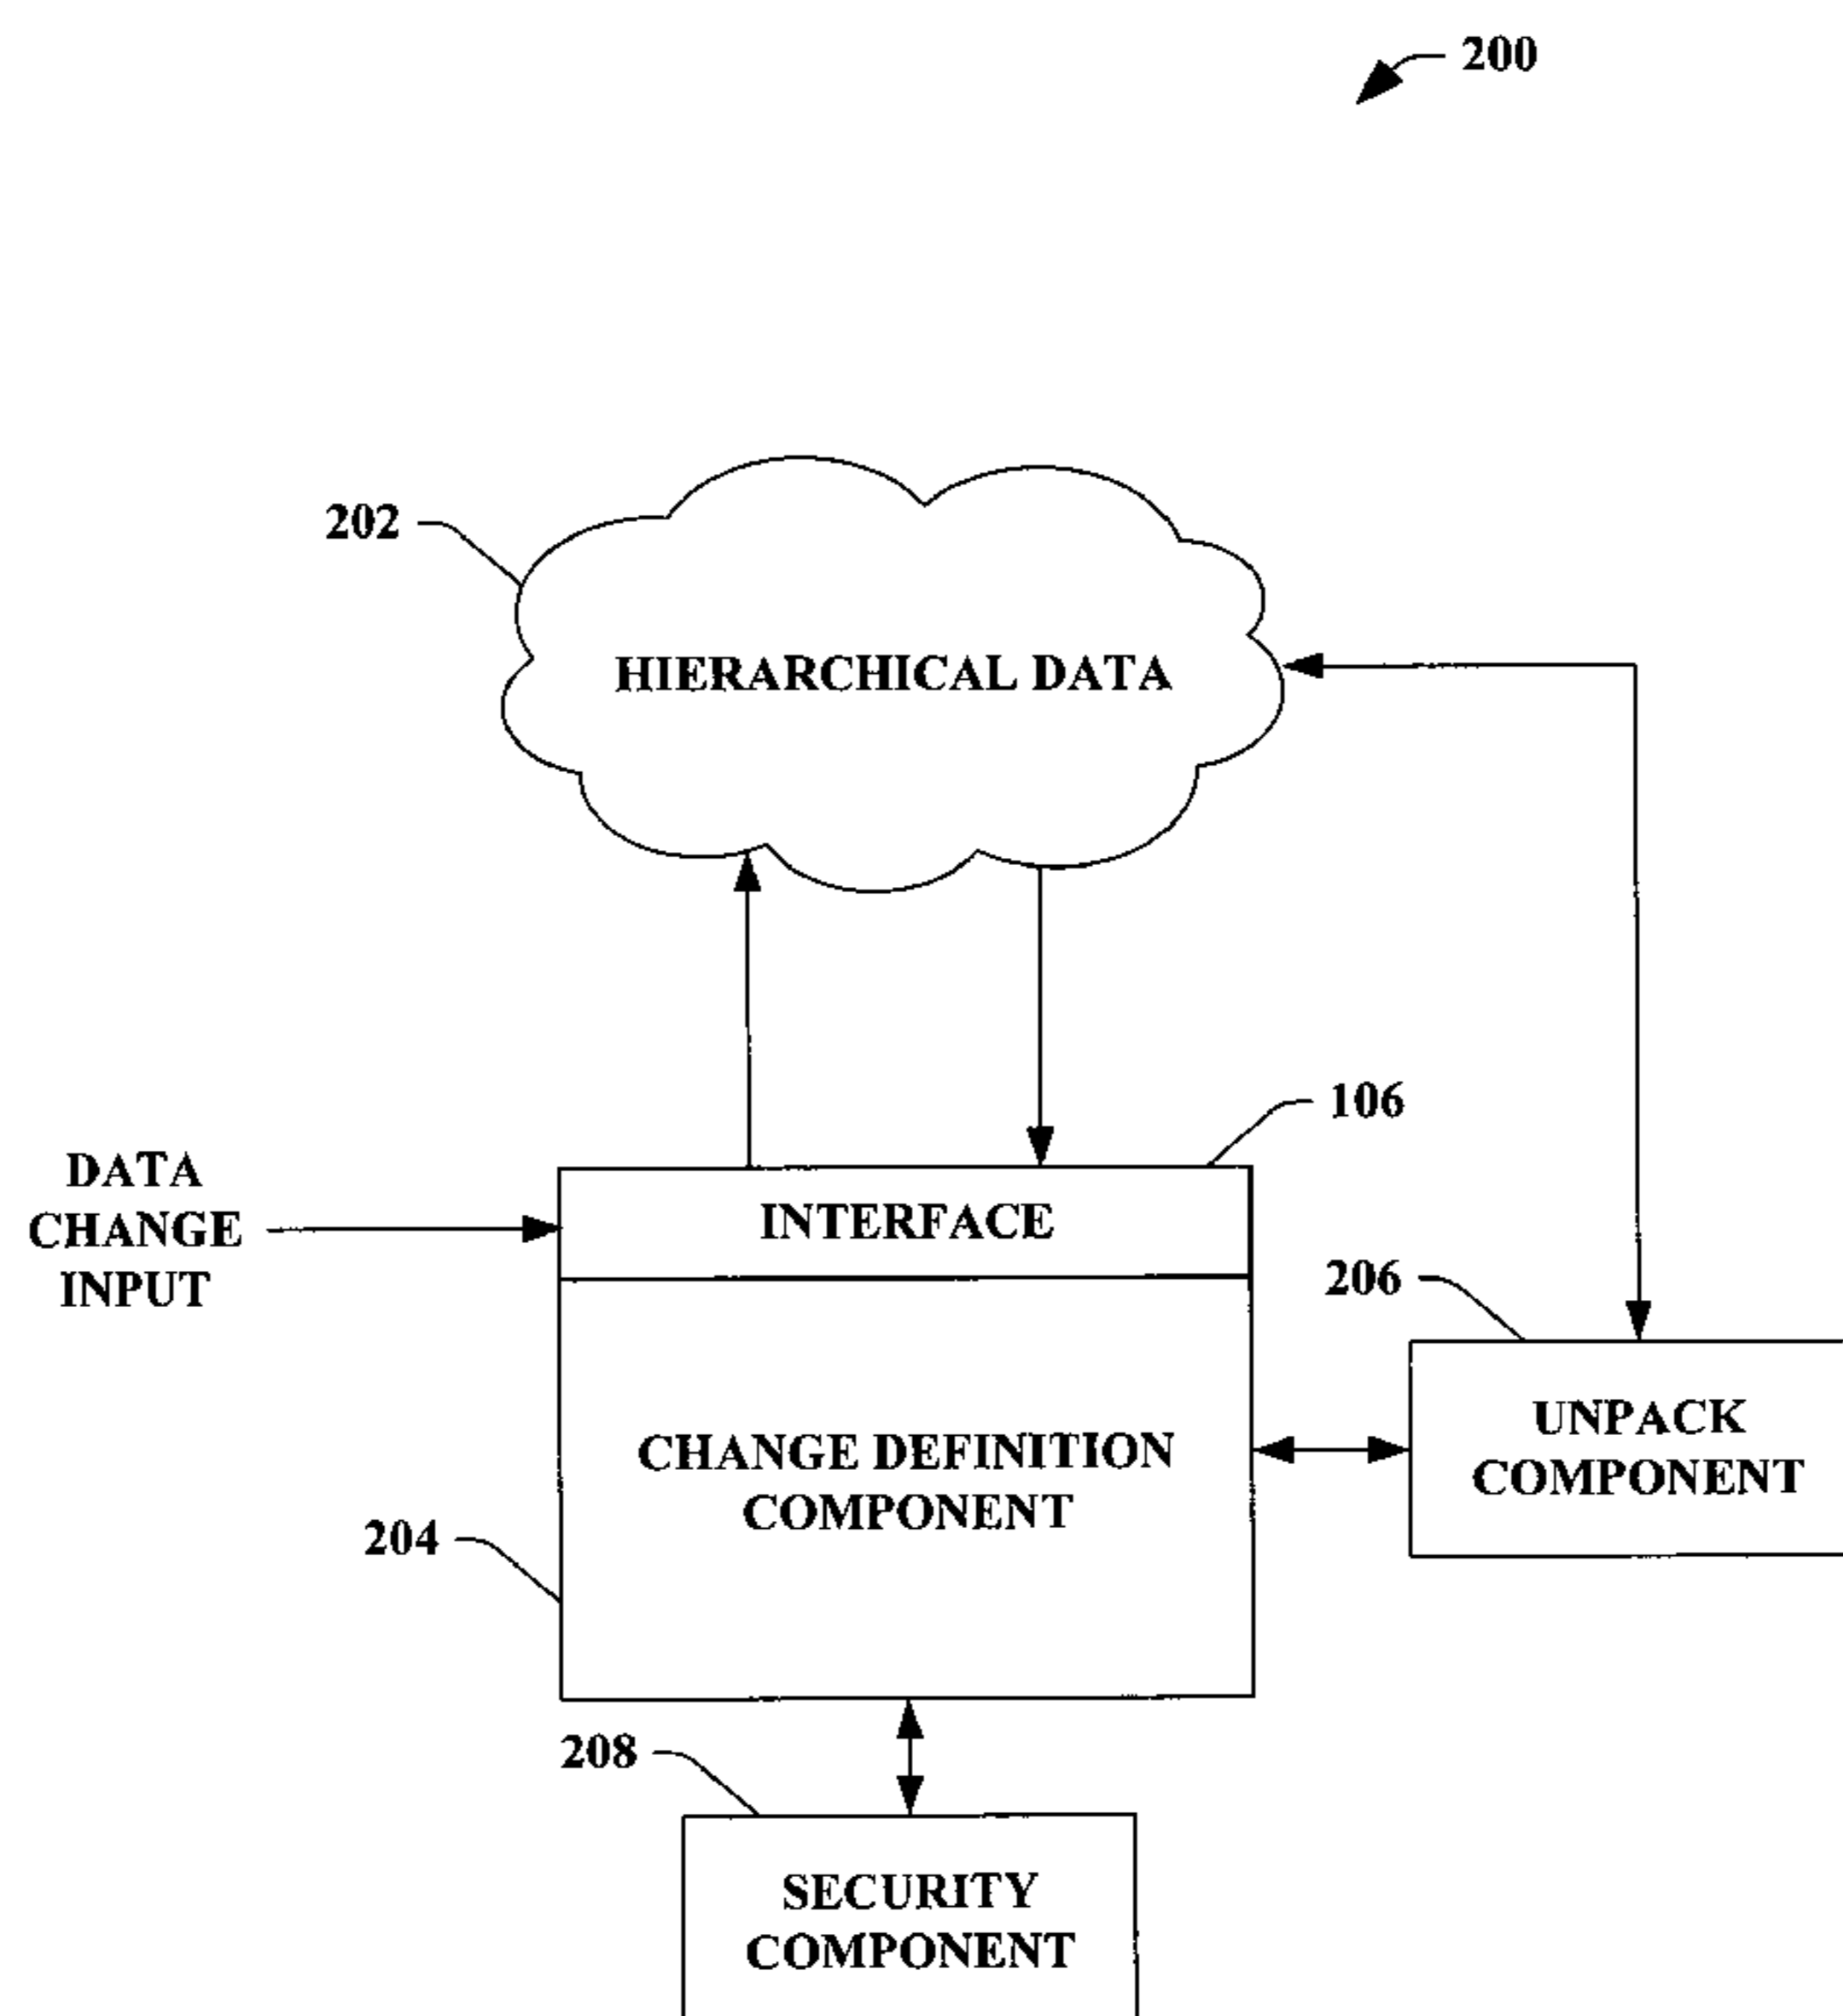 200
202
HIERARCHICAL DATA
106
DATA
CHANGE
INPUT
INTERFACE
206
UNPACK
COMPONENT
CHANGE DEFINITION
COMPONENT
204
208
SECURITY
COMPONENT